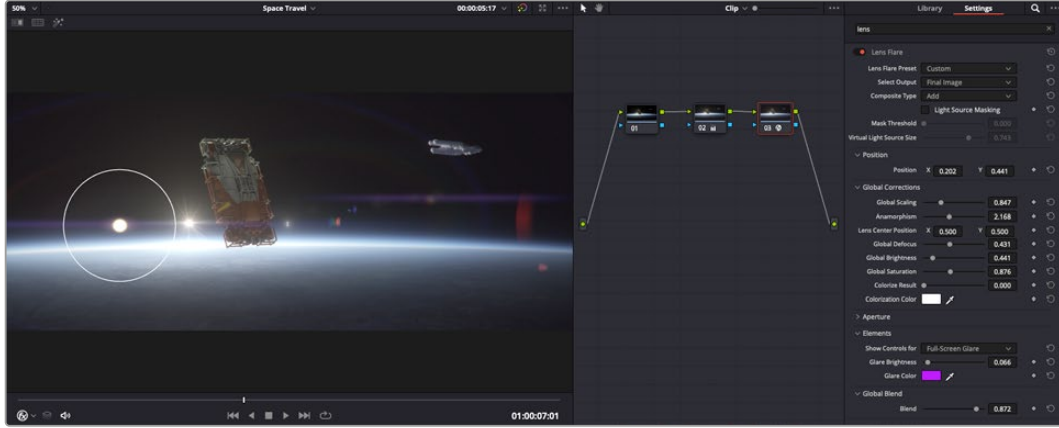 50%
Space Travel
00:00:05:17
Clip
Library
Settings
lens
Lens Flare
Lens Flare Preset Custom
Select Output Final Image
Composite Type Add
Light Source Masking
Mask Threshold 0.000
Virtual Light Source Size 0.743
Position
Position X 0.202 Y 0.441
Global Corrections
Global Scaling 0.847
Anamorphism 2.168
Lens Center Position X 0.500 Y 0.500
Global Defocus 0.431
Global Brightness 0.441
Global Saturation 0.876
Colorize Result 0.000
Colorization Color
Aperture
Elements
Show Controls for Full-Screen Glare
Glare Brightness 0.066
Glare Color
Global Blend
Blend 0.872
01
02
03
fx
01:00:07:01